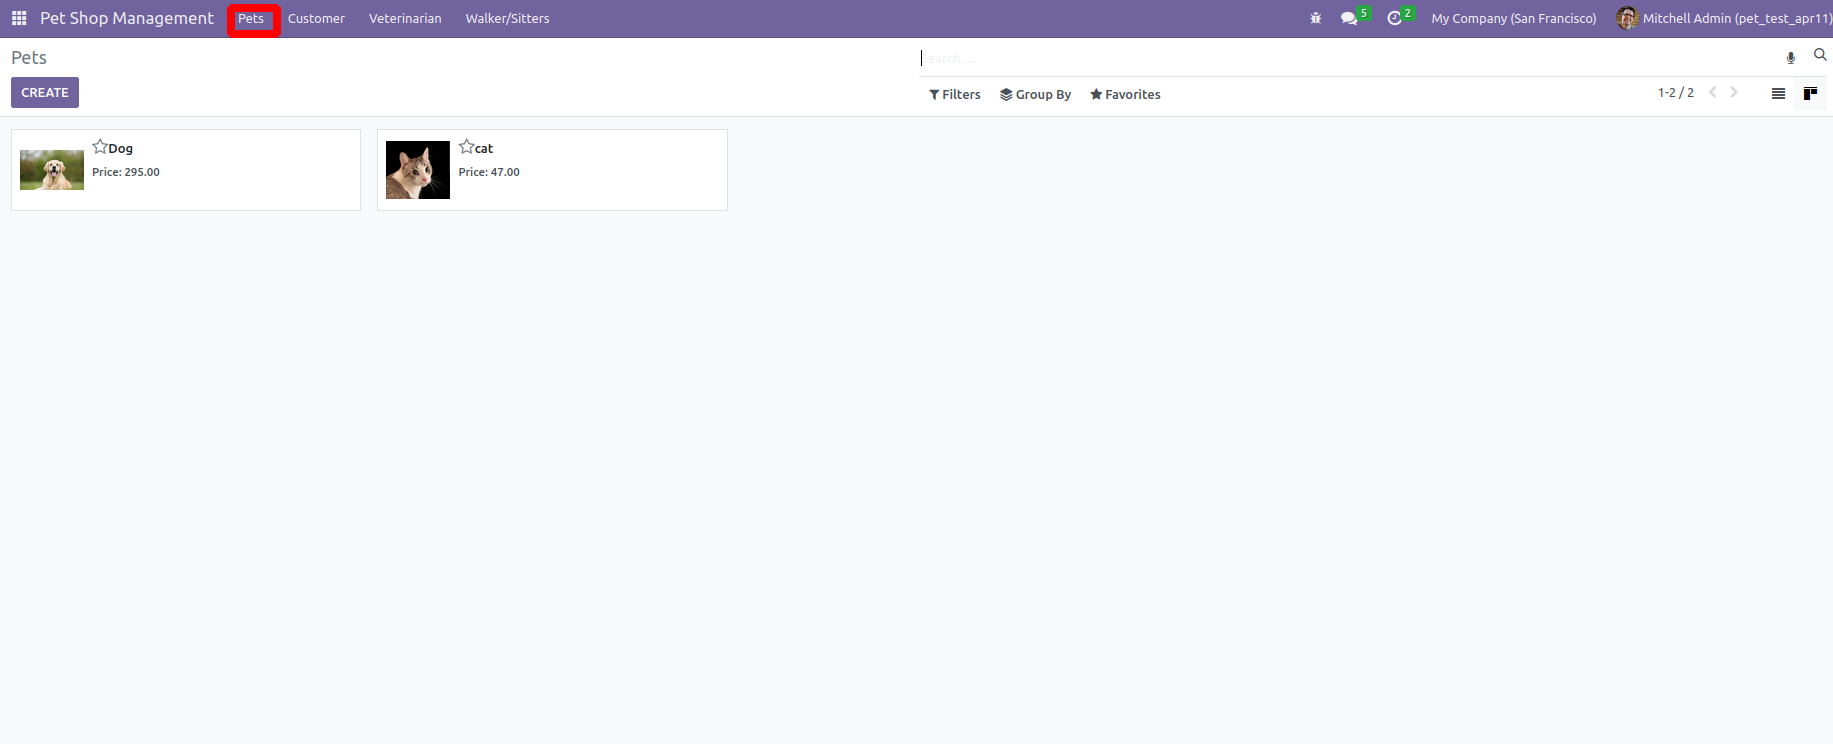 Pet Shop Management Pets Customer Veterinarian Walker/Sitters 5 2 My Company (San Francisco) Mitchell Admin (pet_test_apr11)
Pets
Search...
CREATE
Filters Group By Favorites 1-2 / 2
Dog
Price: 295.00
cat
Price: 47.00